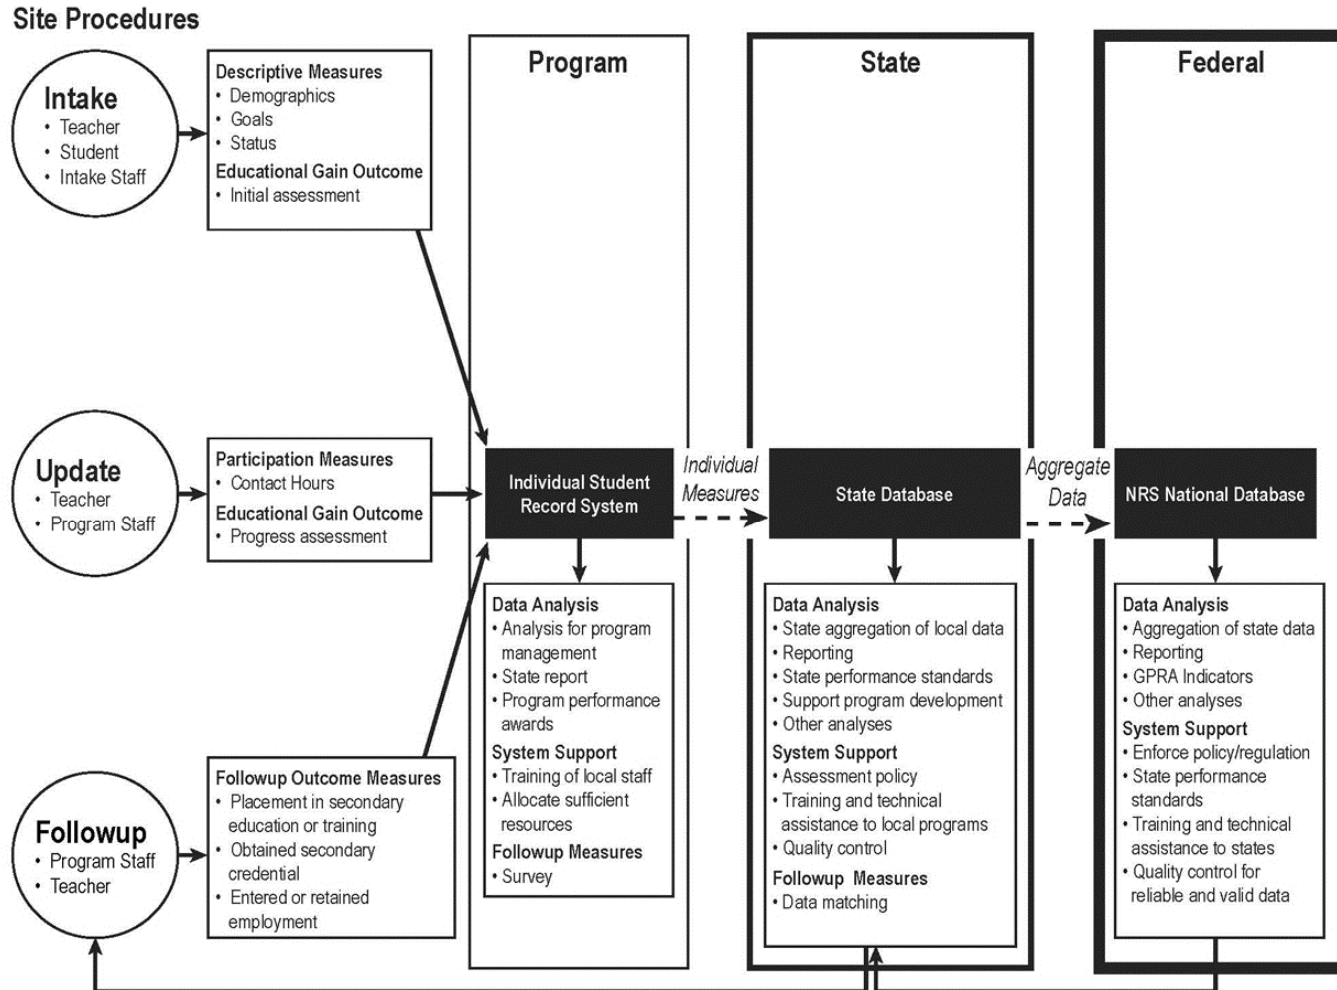 Site Procedures
Intake
• Teacher
• Student
• Intake Staff
Descriptive Measures
• Demographics
• Goals
• Status
Educational Gain Outcome
• Initial assessment
Update
• Teacher
• Program Staff
Participation Measures
• Contact Hours
Educational Gain Outcome
• Progress assessment
Followup
• Program Staff
• Teacher
Followup Outcome Measures
• Placement in secondary
education or training
• Obtained secondary
credential
• Entered or retained
employment
Program
Individual Student
Record System
Data Analysis
• Analysis for program
management
• State report
• Program performance
awards
System Support
• Training of local staff
• Allocate sufficient
resources
Followup Measures
• Survey
Individual
Measures
State
State Database
Data Analysis
• State aggregation of local data
• Reporting
• State performance standards
• Support program development
• Other analyses
System Support
• Assessment policy
• Training and technical
assistance to local programs
• Quality control
Followup Measures
• Data matching
Aggregate
Data
Federal
NRS National Database
Data Analysis
• Aggregation of state data
• Reporting
• GPRA Indicators
• Other analyses
System Support
• Enforce policy/regulation
• State performance
standards
• Training and technical
assistance to states
• Quality control for
reliable and valid data